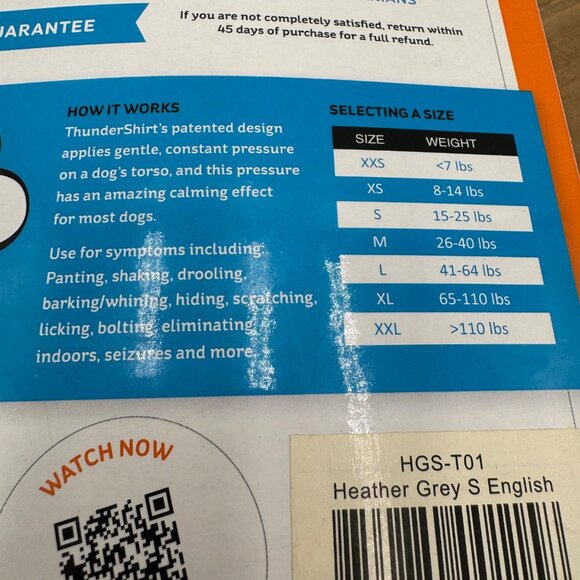 ARANTEE
If you are not completely satisfied, return within
45 days of purchase for a full refund.
HOW IT WORKS
ThunderShirt's patented design
applies gentle, constant pressure
on a dog's torso, and this pressure
has an amazing calming effect
for most dogs.
Use for symptoms including:
Panting, shaking, drooling,
barking/whining, hiding, scratching,
licking, bolting, eliminating
indoors, seizures and more.
SELECTING A SIZE
SIZE WEIGHT
XXS <7 lbs
XS 8-14 lbs
S 15-25 lbs
M 26-40 lbs
L 41-64 lbs
XL 65-110 lbs
XXL >110 lbs
WATCH NOW
HGS-T01
Heather Grey S English